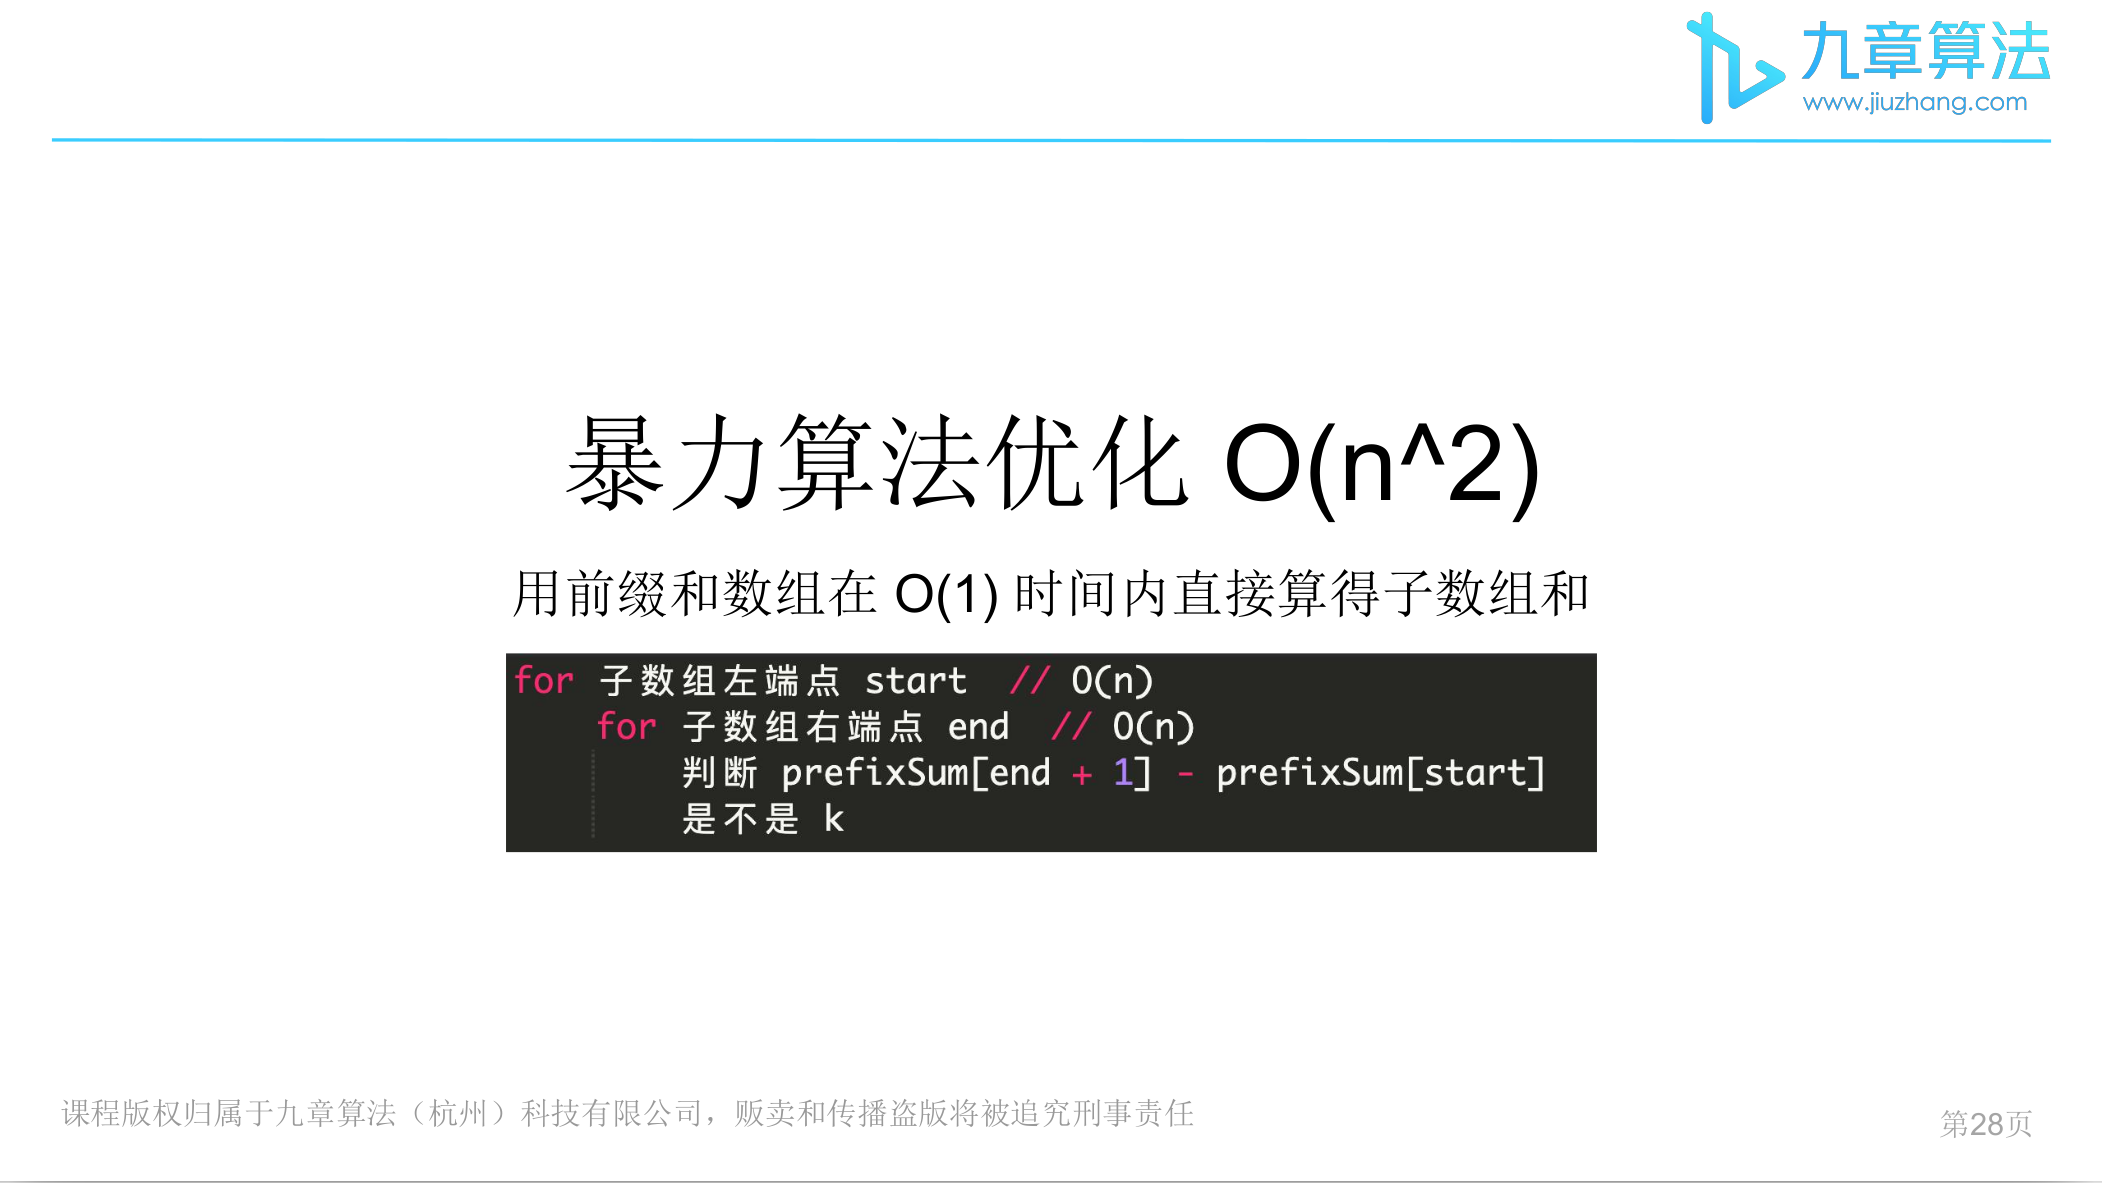 九章算法
www.jiuzhang.com
暴力算法优化 O(n^2)
用前缀和数组在 O(1) 时间内直接算得子数组和
for 子数组左端点 start // O(n)
for 子数组右端点 end // O(n)
判断 prefixSum[end + 1] - prefixSum[start]
是不是 k
课程版权归属于九章算法（杭州）科技有限公司，贩卖和传播盗版将被追究刑事责任
第28页